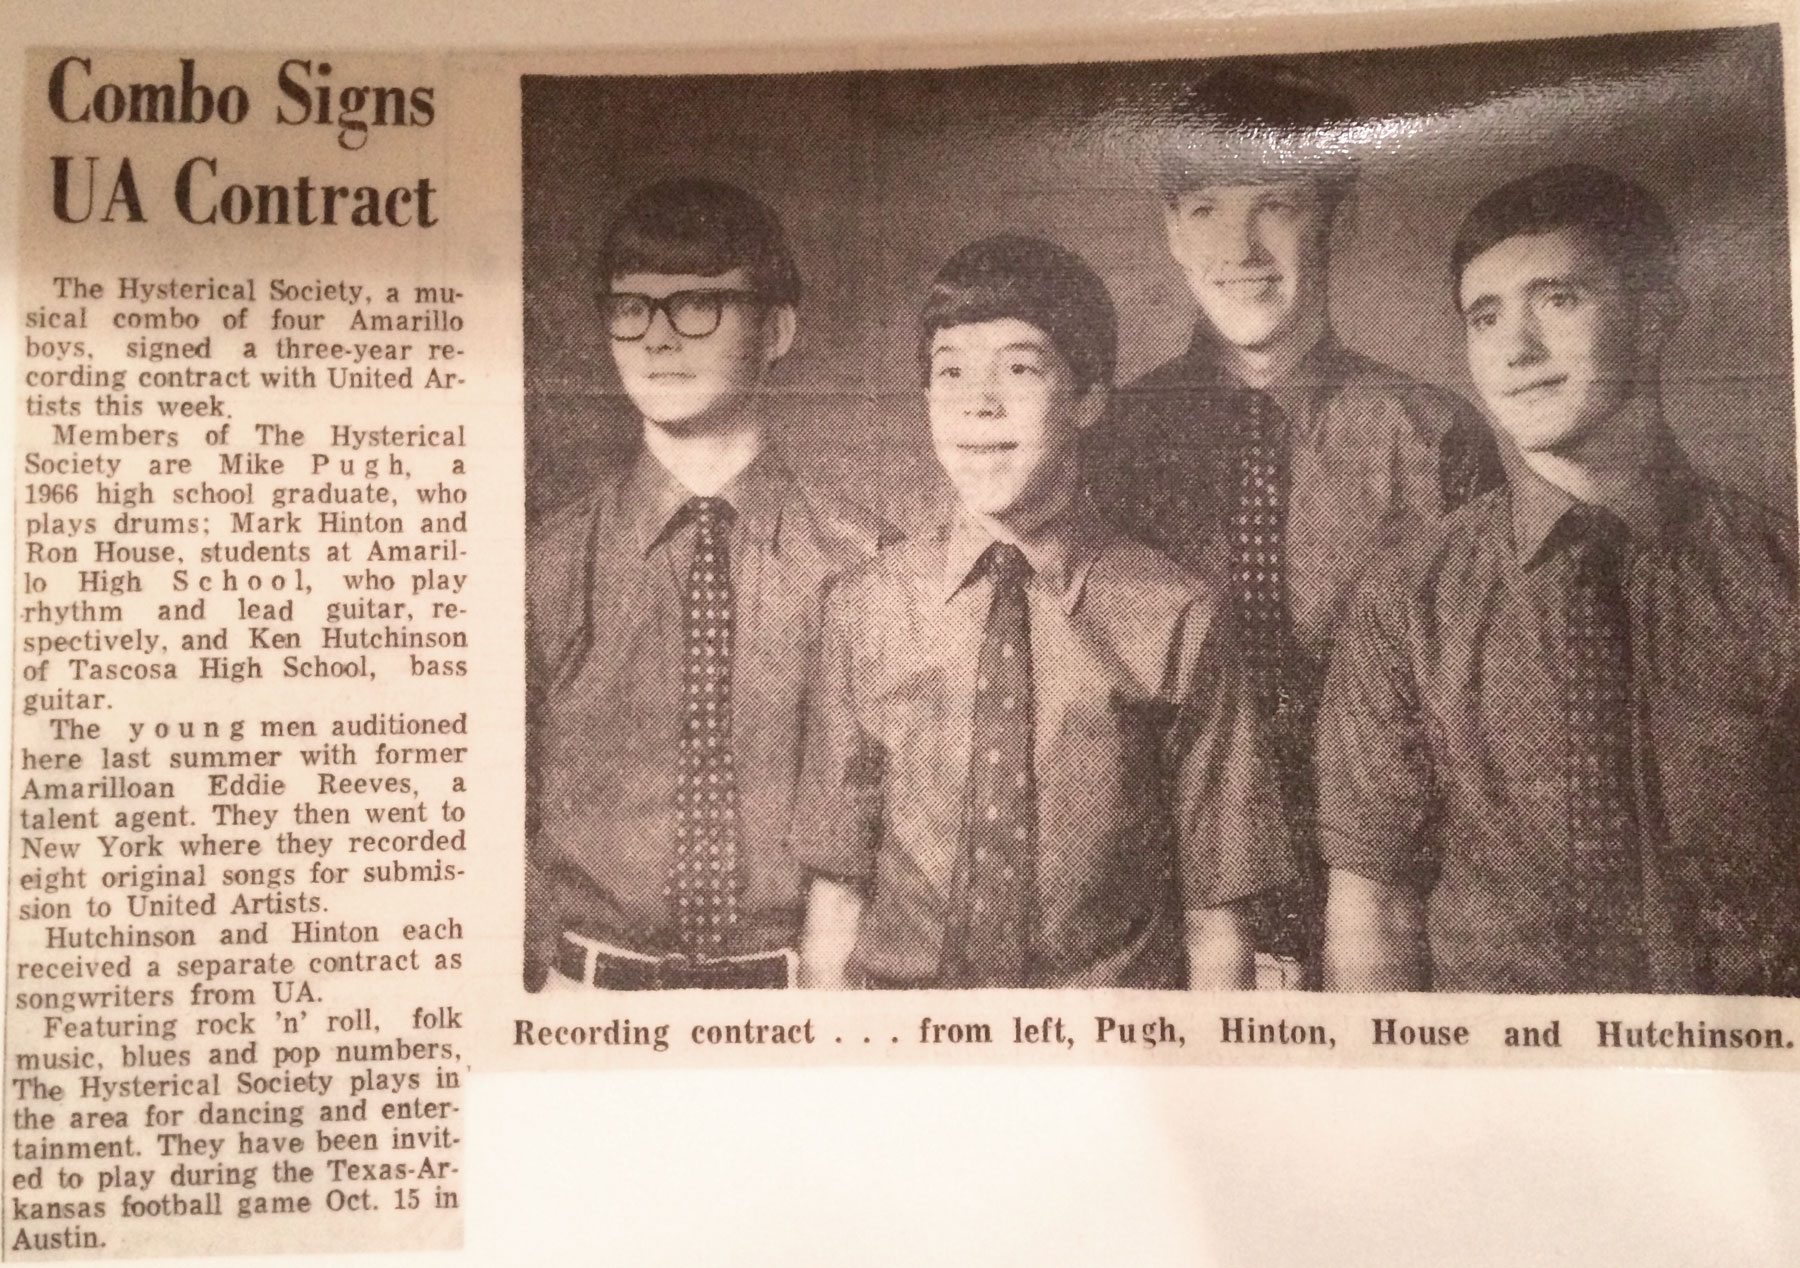 Combo Signs
UA Contract
The Hysterical Society, a mu-
sical combo of four Amarillo
boys, signed a three-year re-
cording contract with United Ar-
tists this week.
Members of The Hysterical
Society are Mike Pugh, a
1966 high school graduate, who
plays drums; Mark Hinton and
Ron House, students at Amaril-
lo High School, who play
rhythm and lead guitar, re-
spectively, and Ken Hutchinson
of Tascosa High School, bass
guitar.
The young men auditioned
here last summer with former
Amarilloan Eddie Reeves, a
talent agent. They then went to
New York where they recorded
eight original songs for submis-
sion to United Artists.
Hutchinson and Hinton each
received a separate contract as
songwriters from UA.
Featuring rock 'n' roll, folk
music, blues and pop numbers,
The Hysterical Society plays in
the area for dancing and enter-
tainment. They have been invit-
ed to play during the Texas-Ar-
kansas football game Oct. 15 in
Austin.
Recording contract . . . from left, Pugh, Hinton, House and Hutchinson.